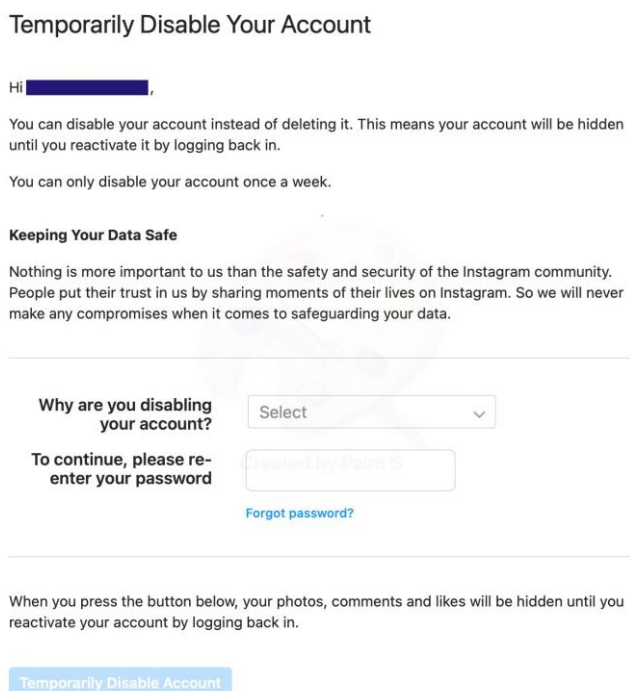 Temporarily Disable Your Account
Hi ,
You can disable your account instead of deleting it. This means your account will be hidden
until you reactivate it by logging back in.
You can only disable your account once a week.
Keeping Your Data Safe
Nothing is more important to us than the safety and security of the Instagram community.
People put their trust in us by sharing moments of their lives on Instagram. So we will never
make any compromises when it comes to safeguarding your data.
Why are you disabling
your account?
Select
To continue, please re-
enter your password
Created by Paint S
Forgot password?
When you press the button below, your photos, comments and likes will be hidden until you
reactivate your account by logging back in.
Temporarily Disable Account